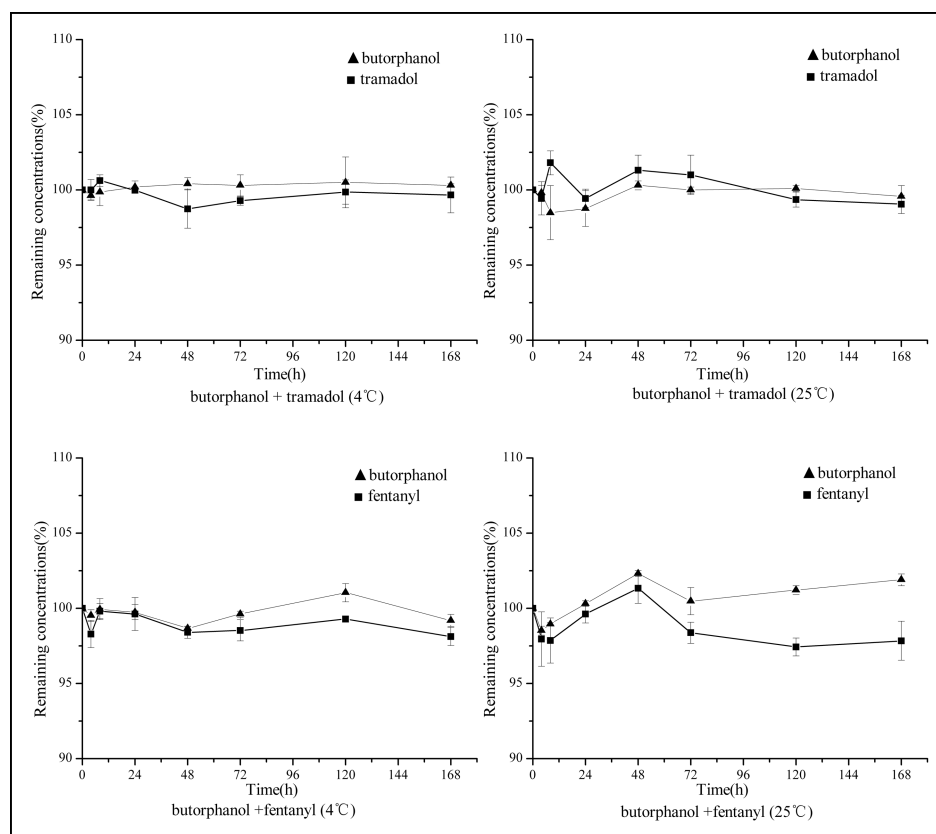 110
butorphanol
tramadol
105
100
95
90
Remaining concentrations(%)
0 24 48 72 96 120 144 168
Time(h)
butorphanol + tramadol (4℃)
110
butorphanol
tramadol
105
100
95
90
Remaining concentrations(%)
0 24 48 72 96 120 144 168
Time(h)
butorphanol + tramadol (25℃)
110
butorphanol
fentanyl
105
100
95
90
Remaining concentrations(%)
0 24 48 72 96 120 144 168
Time(h)
butorphanol +fentanyl (4℃)
110
butorphanol
fentanyl
105
100
95
90
Remaining concentrations(%)
0 24 48 72 96 120 144 168
Time(h)
butorphanol +fentanyl (25℃)